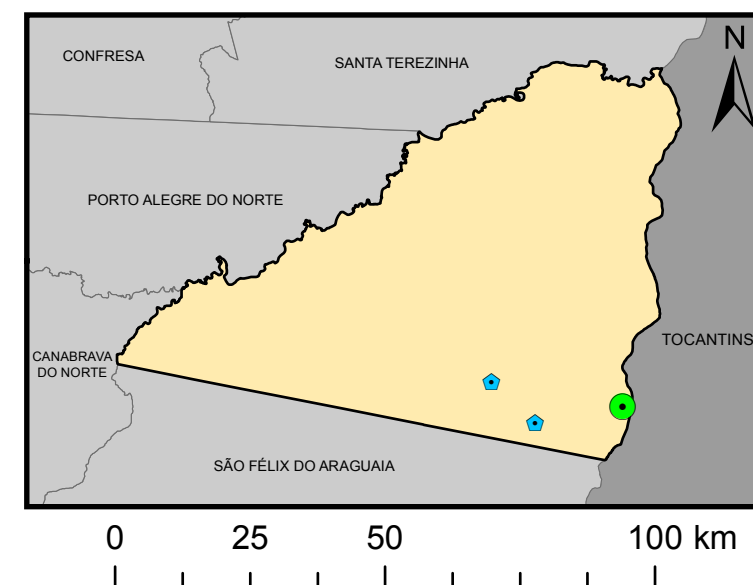 CONFRESA
SANTA TEREZINHA
N
PORTO ALEGRE DO NORTE
TOCANTINS
CANABRAVA
DO NORTE
SÃO FÉLIX DO ARAGUAIA
0 25 50 100 km